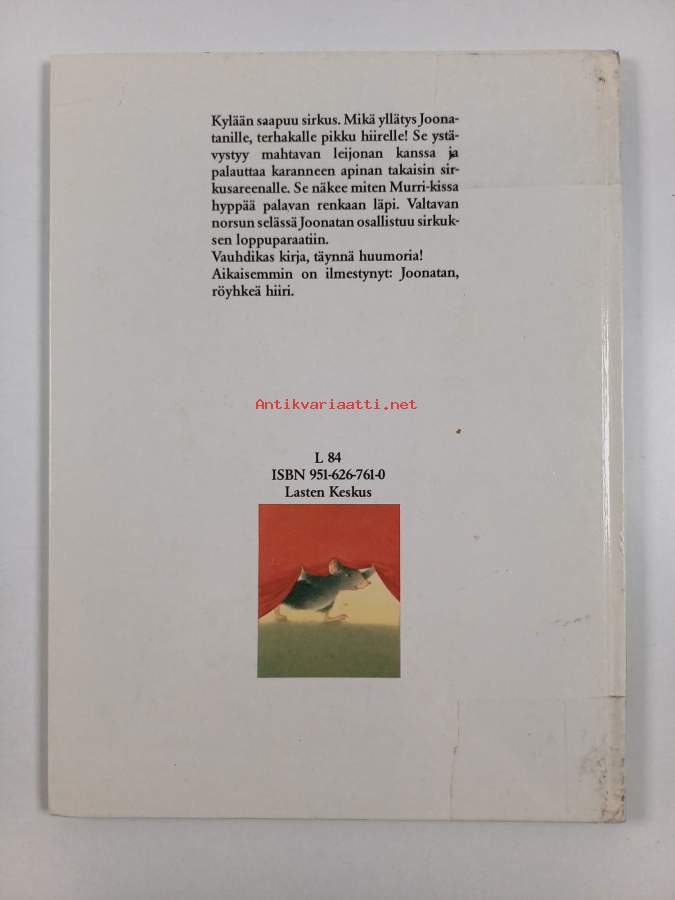 Kylään saapuu sirkus. Mikä yllätys Joona-
tanille, terhakalle pikku hiirelle! Se ystä-
vystyy mahtavan leijonan kanssa ja
palauttaa karanneen apinan takaisin sir-
kusareenalle. Se näkee miten Murri-kissa
hyppää palavan renkaan läpi. Valtavan
norsun selässä Joonatan osallistuu sirkuk-
sen loppuparaatiin.
Vauhdikas kirja, täynnä huumoria!
Aikaisemmin on ilmestynyt: Joonatan,
röyhkeä hiiri.
Antikvariaatti.net
L 84
ISBN 951-626-761-0
Lasten Keskus